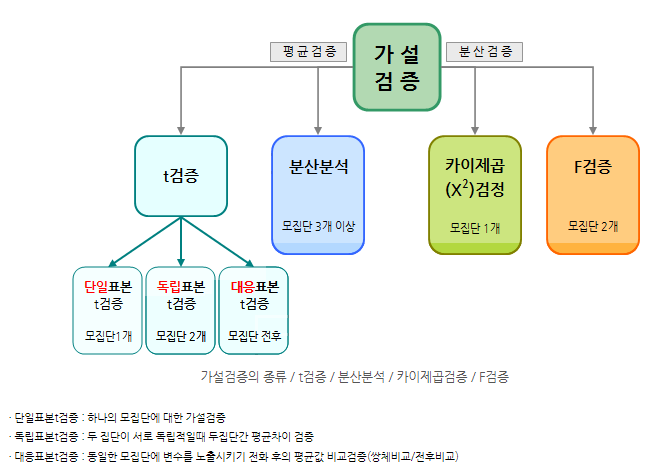 평균검증
가 설
검 증
분산검증
t검증
분산분석
모집단 3개 이상
카이제곱
(X²)검정
모집단 1개
F검증
모집단 2개
단일표본
t검증
모집단1개
독립표본
t검증
모집단 2개
대응표본
t검증
모집단 전후
가설검증의 종류 / t검증 / 분산분석 / 카이제곱검증 / F검증
· 단일표본t검증 : 하나의 모집단에 대한 가설검증
· 독립표본t검증 : 두 집단이 서로 독립적일때 두집단간 평균차이 검증
· 대응표본t검증 : 동일한 모집단에 변수를 노출시키기 전화 후의 평균값 비교검증(쌍체비교/전후비교)